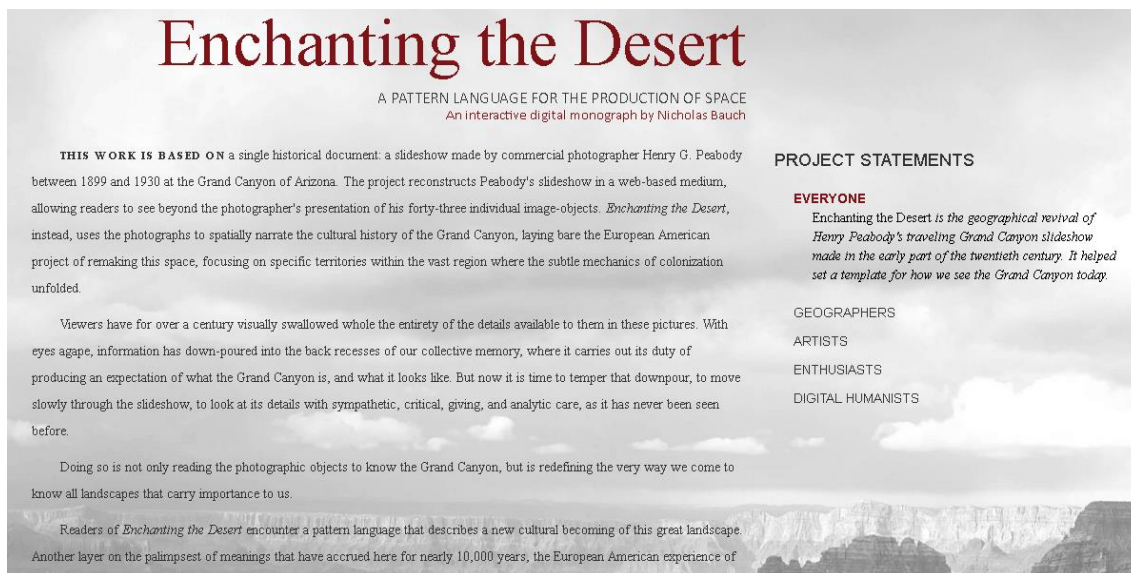 Enchanting the Desert
A PATTERN LANGUAGE FOR THE PRODUCTION OF SPACE
An interactive digital monograph by Nicholas Bauch
THIS WORK IS BASED ON a single historical document: a slideshow made by commercial photographer Henry G. Peabody
between 1899 and 1930 at the Grand Canyon of Arizona. The project reconstructs Peabody's slideshow in a web-based medium,
allowing readers to see beyond the photographer's presentation of his forty-three individual image-objects. Enchanting the Desert,
instead, uses the photographs to spatially narrate the cultural history of the Grand Canyon, laying bare the European American
project of remaking this space, focusing on specific territories within the vast region where the subtle mechanics of colonization
unfolded.
Viewers have for over a century visually swallowed whole the entirety of the details available to them in these pictures. With
eyes agape, information has down-poured into the back recesses of our collective memory, where it carries out its duty of
producing an expectation of what the Grand Canyon is, and what it looks like. But now it is time to temper that downpour, to move
slowly through the slideshow, to look at its details with sympathetic, critical, giving, and analytic care, as it has never been seen
before.
Doing so is not only reading the photographic objects to know the Grand Canyon, but is redefining the very way we come to
know all landscapes that carry importance to us.
Readers of Enchanting the Desert encounter a pattern language that describes a new cultural becoming of this great landscape.
Another layer on the palimpsest of meanings that have accrued here for nearly 10,000 years, the European American experience of
PROJECT STATEMENTS
EVERYONE
Enchanting the Desert is the geographical revival of
Henry Peabody's traveling Grand Canyon slideshow
made in the early part of the twentieth century. It helped
set a template for how we see the Grand Canyon today.
GEOGRAPHERS
ARTISTS
ENTHUSIASTS
DIGITAL HUMANISTS